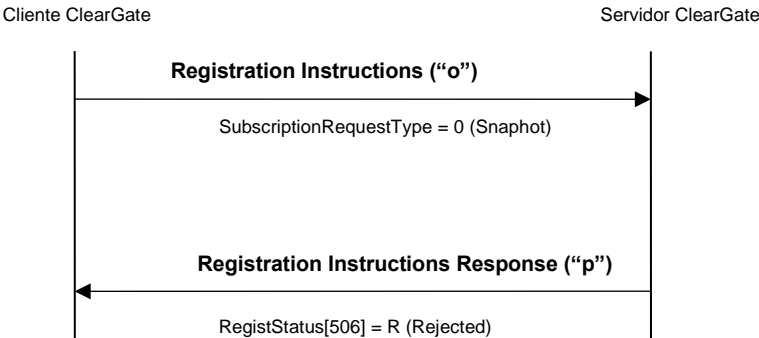 Cliente ClearGate
Servidor ClearGate
Registration Instructions (“o”)
SubscriptionRequestType = 0 (Snaphot)
Registration Instructions Response (“p”)
RegistStatus[506] = R (Rejected)